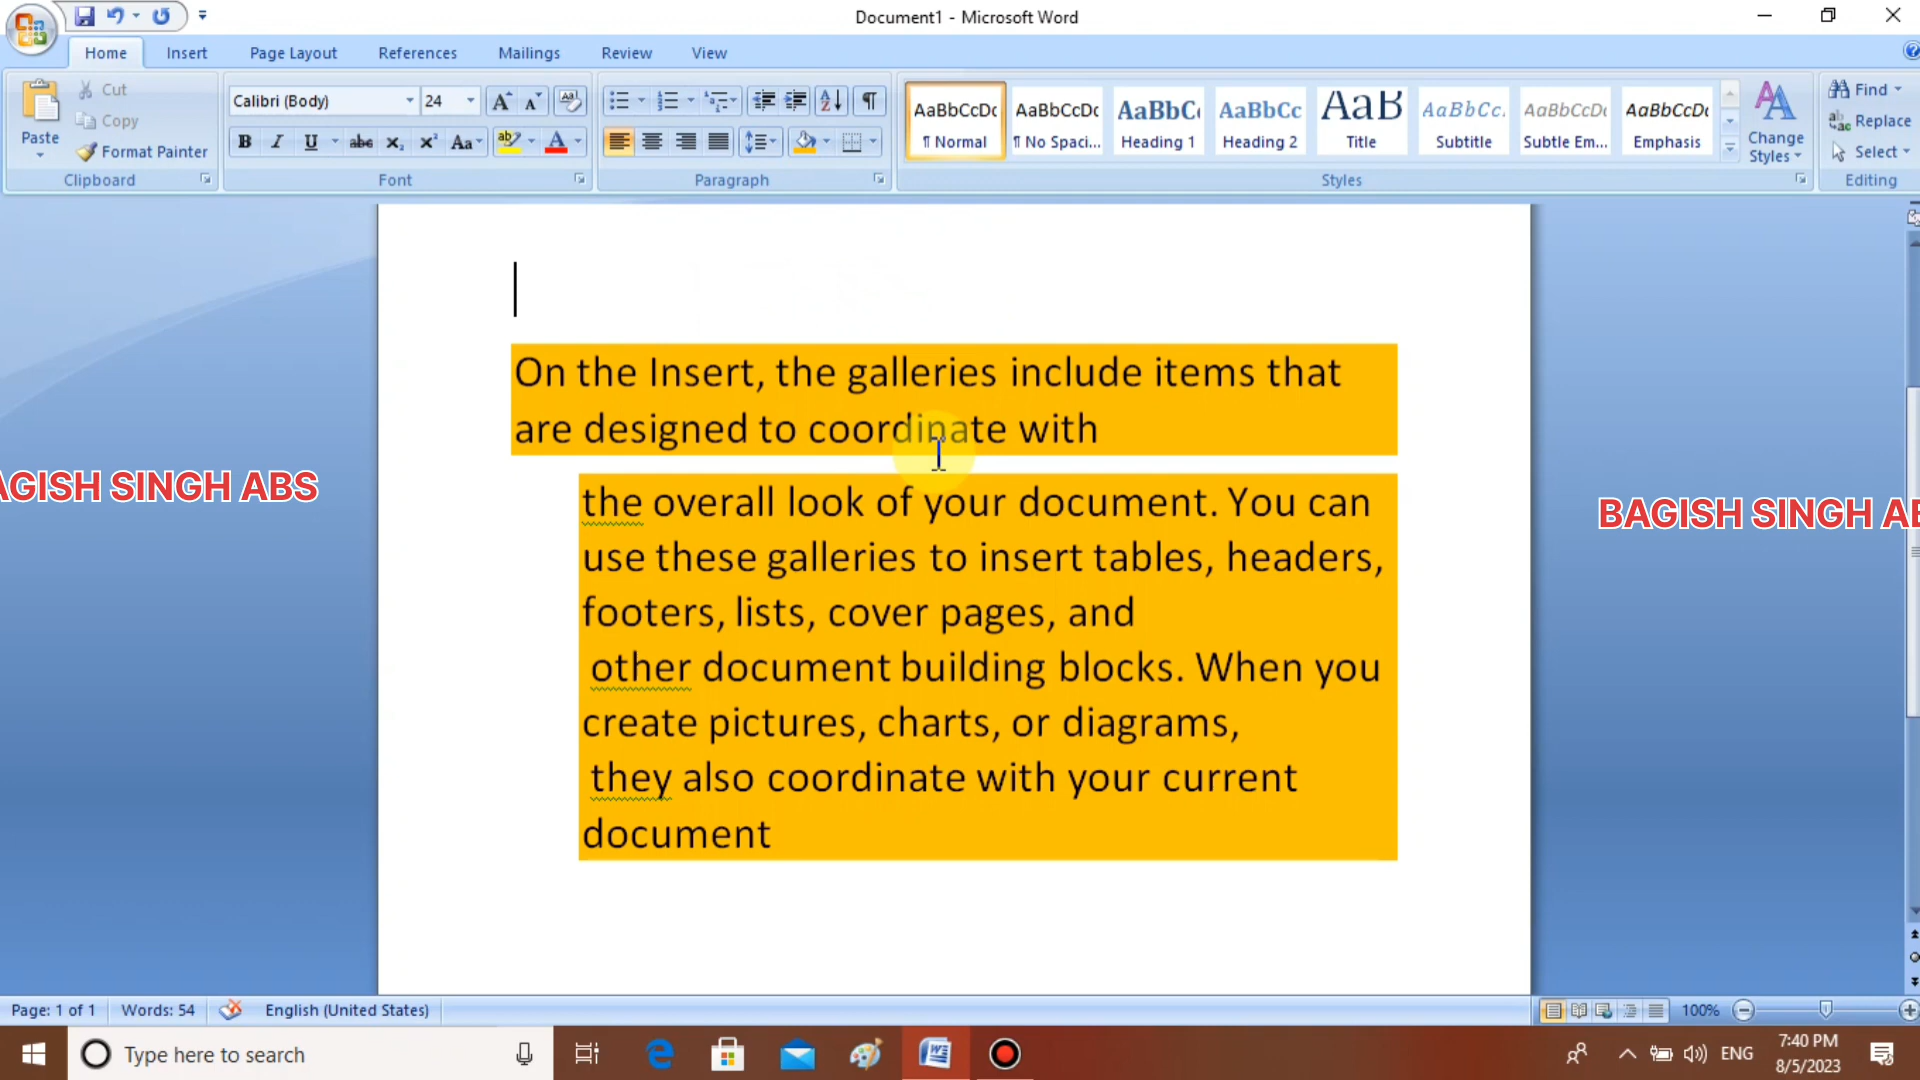 Document1 - Microsoft Word
Home Insert Page Layout References Mailings Review View
Paste
Cut
Copy
Format Painter
Clipboard
Calibri (Body) 24
Font
Paragraph
AaBbCcDc AaBbCcDc AaBbC AaBbCc AaB AaBbCc. AaBbCcDc AaBbCcDc
¶ Normal ¶ No Spaci... Heading 1 Heading 2 Title Subtitle Subtle Em... Emphasis
Change Styles
Styles
Find
Replace
Select
Editing
On the Insert, the galleries include items that
are designed to coordinate with
the overall look of your document. You can
use these galleries to insert tables, headers,
footers, lists, cover pages, and
other document building blocks. When you
create pictures, charts, or diagrams,
they also coordinate with your current
document
AGISH SINGH ABS
BAGISH SINGH AB
Page: 1 of 1 Words: 54 English (United States) 100%
Type here to search
ENG
7:40 PM
8/5/2023